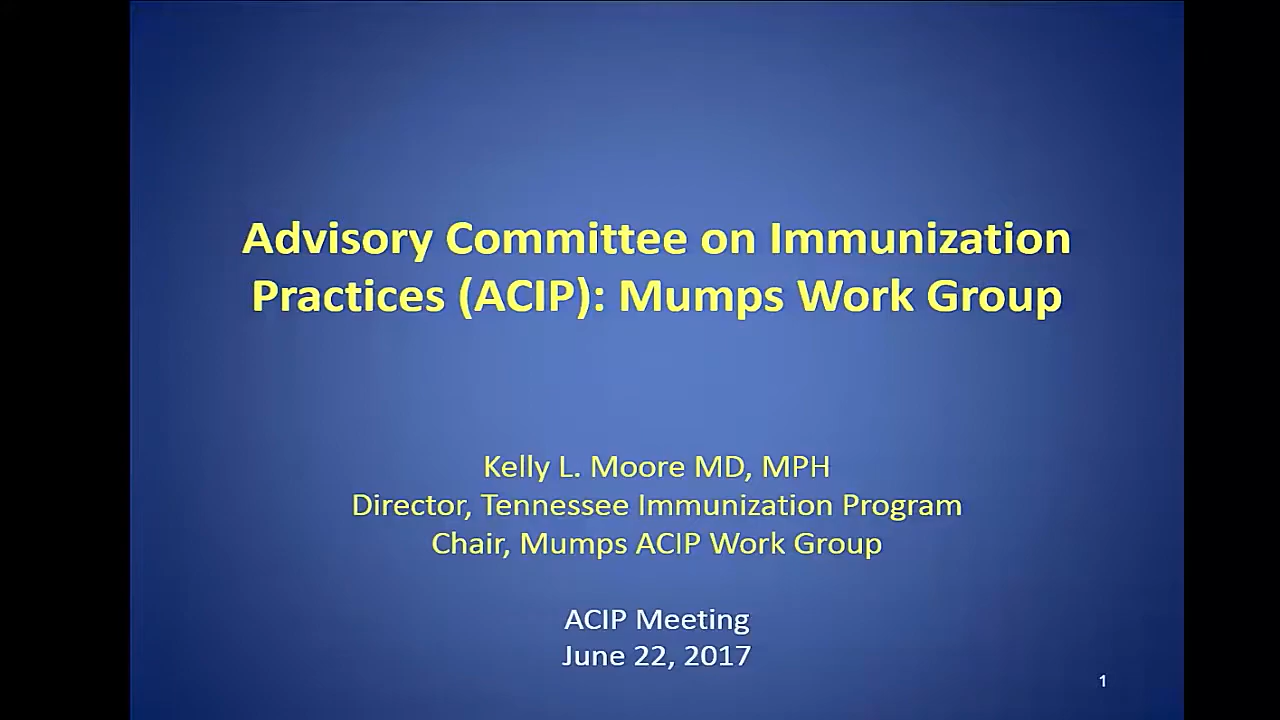 Advisory Committee on Immunization
Practices (ACIP): Mumps Work Group
Kelly L. Moore MD, MPH
Director, Tennessee Immunization Program
Chair, Mumps ACIP Work Group
ACIP Meeting
June 22, 2017
1